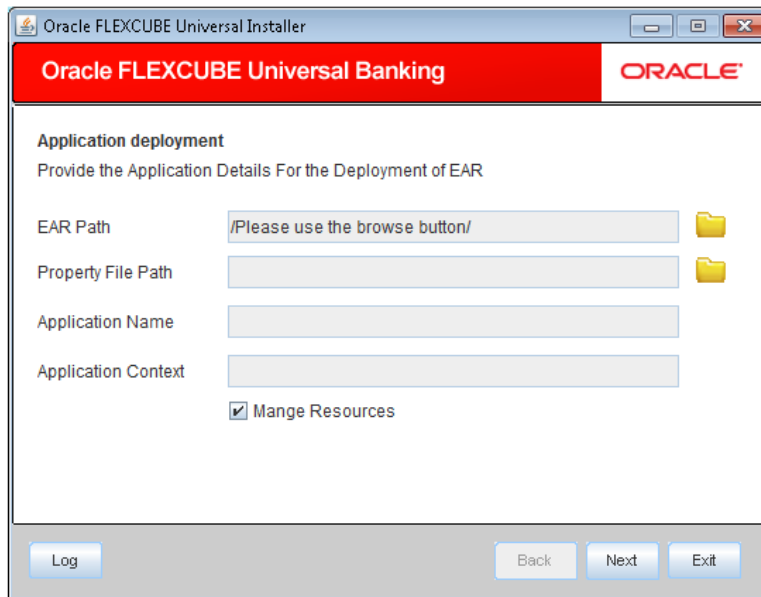 Oracle FLEXCUBE Universal Installer
Oracle FLEXCUBE Universal Banking
ORACLE
Application deployment
Provide the Application Details For the Deployment of EAR
EAR Path /Please use the browse button/
Property File Path
Application Name
Application Context
Mange Resources
Log Back Next Exit